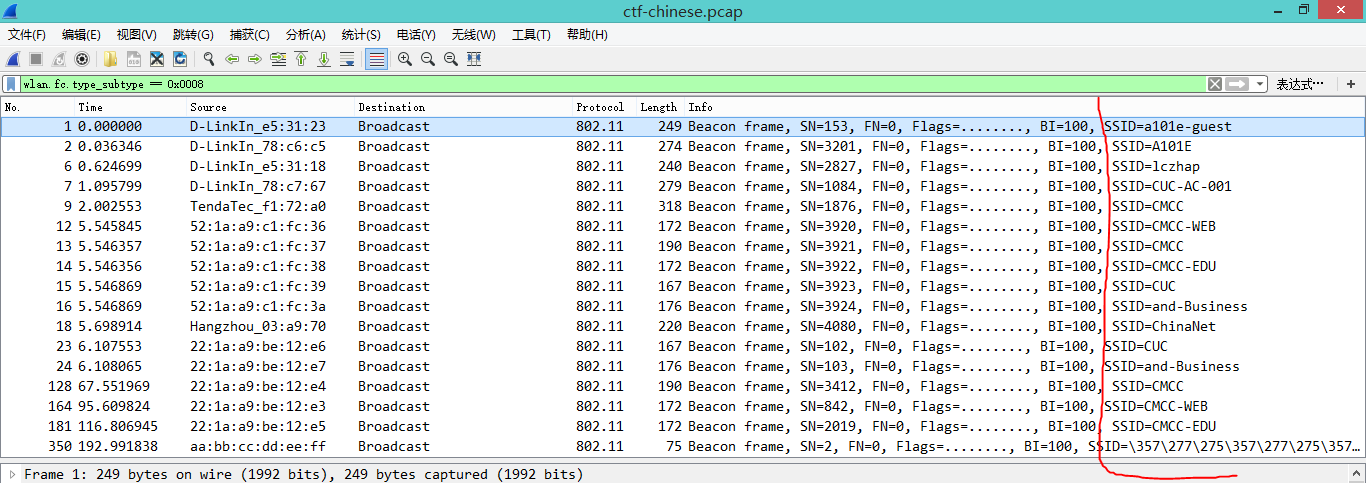 ctf-chinese.pcap
文件(F) 编辑(E) 视图(V) 跳转(G) 捕获(C) 分析(A) 统计(S) 电话(Y) 无线(W) 工具(T) 帮助(H)
wlan.fc.type_subtype == 0x0008 表达式…
No. Time Source Destination Protocol Length Info
1 0.000000 D-LinkIn_e5:31:23 Broadcast 802.11 249 Beacon frame, SN=153, FN=0, Flags=........, BI=100, SSID=a101e-guest
2 0.036346 D-LinkIn_78:c6:c5 Broadcast 802.11 274 Beacon frame, SN=3201, FN=0, Flags=........, BI=100, SSID=A101E
6 0.624699 D-LinkIn_e5:31:18 Broadcast 802.11 240 Beacon frame, SN=2827, FN=0, Flags=........, BI=100, SSID=lczhap
7 1.095799 D-LinkIn_78:c7:67 Broadcast 802.11 279 Beacon frame, SN=1084, FN=0, Flags=........, BI=100, SSID=CUC-AC-001
9 2.002553 TendaTec_f1:72:a0 Broadcast 802.11 318 Beacon frame, SN=1876, FN=0, Flags=........, BI=100, SSID=CMCC
12 5.545845 52:1a:a9:c1:fc:36 Broadcast 802.11 172 Beacon frame, SN=3920, FN=0, Flags=........, BI=100, SSID=CMCC-WEB
13 5.546357 52:1a:a9:c1:fc:37 Broadcast 802.11 190 Beacon frame, SN=3921, FN=0, Flags=........, BI=100, SSID=CMCC
14 5.546356 52:1a:a9:c1:fc:38 Broadcast 802.11 172 Beacon frame, SN=3922, FN=0, Flags=........, BI=100, SSID=CMCC-EDU
15 5.546869 52:1a:a9:c1:fc:39 Broadcast 802.11 167 Beacon frame, SN=3923, FN=0, Flags=........, BI=100, SSID=CUC
16 5.546869 52:1a:a9:c1:fc:3a Broadcast 802.11 176 Beacon frame, SN=3924, FN=0, Flags=........, BI=100, SSID=and-Business
18 5.698914 Hangzhou_03:a9:70 Broadcast 802.11 220 Beacon frame, SN=4080, FN=0, Flags=........, BI=100, SSID=ChinaNet
23 6.107553 22:1a:a9:be:12:e6 Broadcast 802.11 167 Beacon frame, SN=102, FN=0, Flags=........, BI=100, SSID=CUC
24 6.108065 22:1a:a9:be:12:e7 Broadcast 802.11 176 Beacon frame, SN=103, FN=0, Flags=........, BI=100, SSID=and-Business
128 67.551969 22:1a:a9:be:12:e4 Broadcast 802.11 190 Beacon frame, SN=3412, FN=0, Flags=........, BI=100, SSID=CMCC
164 95.609824 22:1a:a9:be:12:e3 Broadcast 802.11 172 Beacon frame, SN=842, FN=0, Flags=........, BI=100, SSID=CMCC-WEB
181 116.806945 22:1a:a9:be:12:e5 Broadcast 802.11 172 Beacon frame, SN=2019, FN=0, Flags=........, BI=100, SSID=CMCC-EDU
350 192.991838 aa:bb:cc:dd:ee:ff Broadcast 802.11 75 Beacon frame, SN=2, FN=0, Flags=........, BI=100, SSID=\357\277\275\357\277\275\357…
Frame 1: 249 bytes on wire (1992 bits), 249 bytes captured (1992 bits)